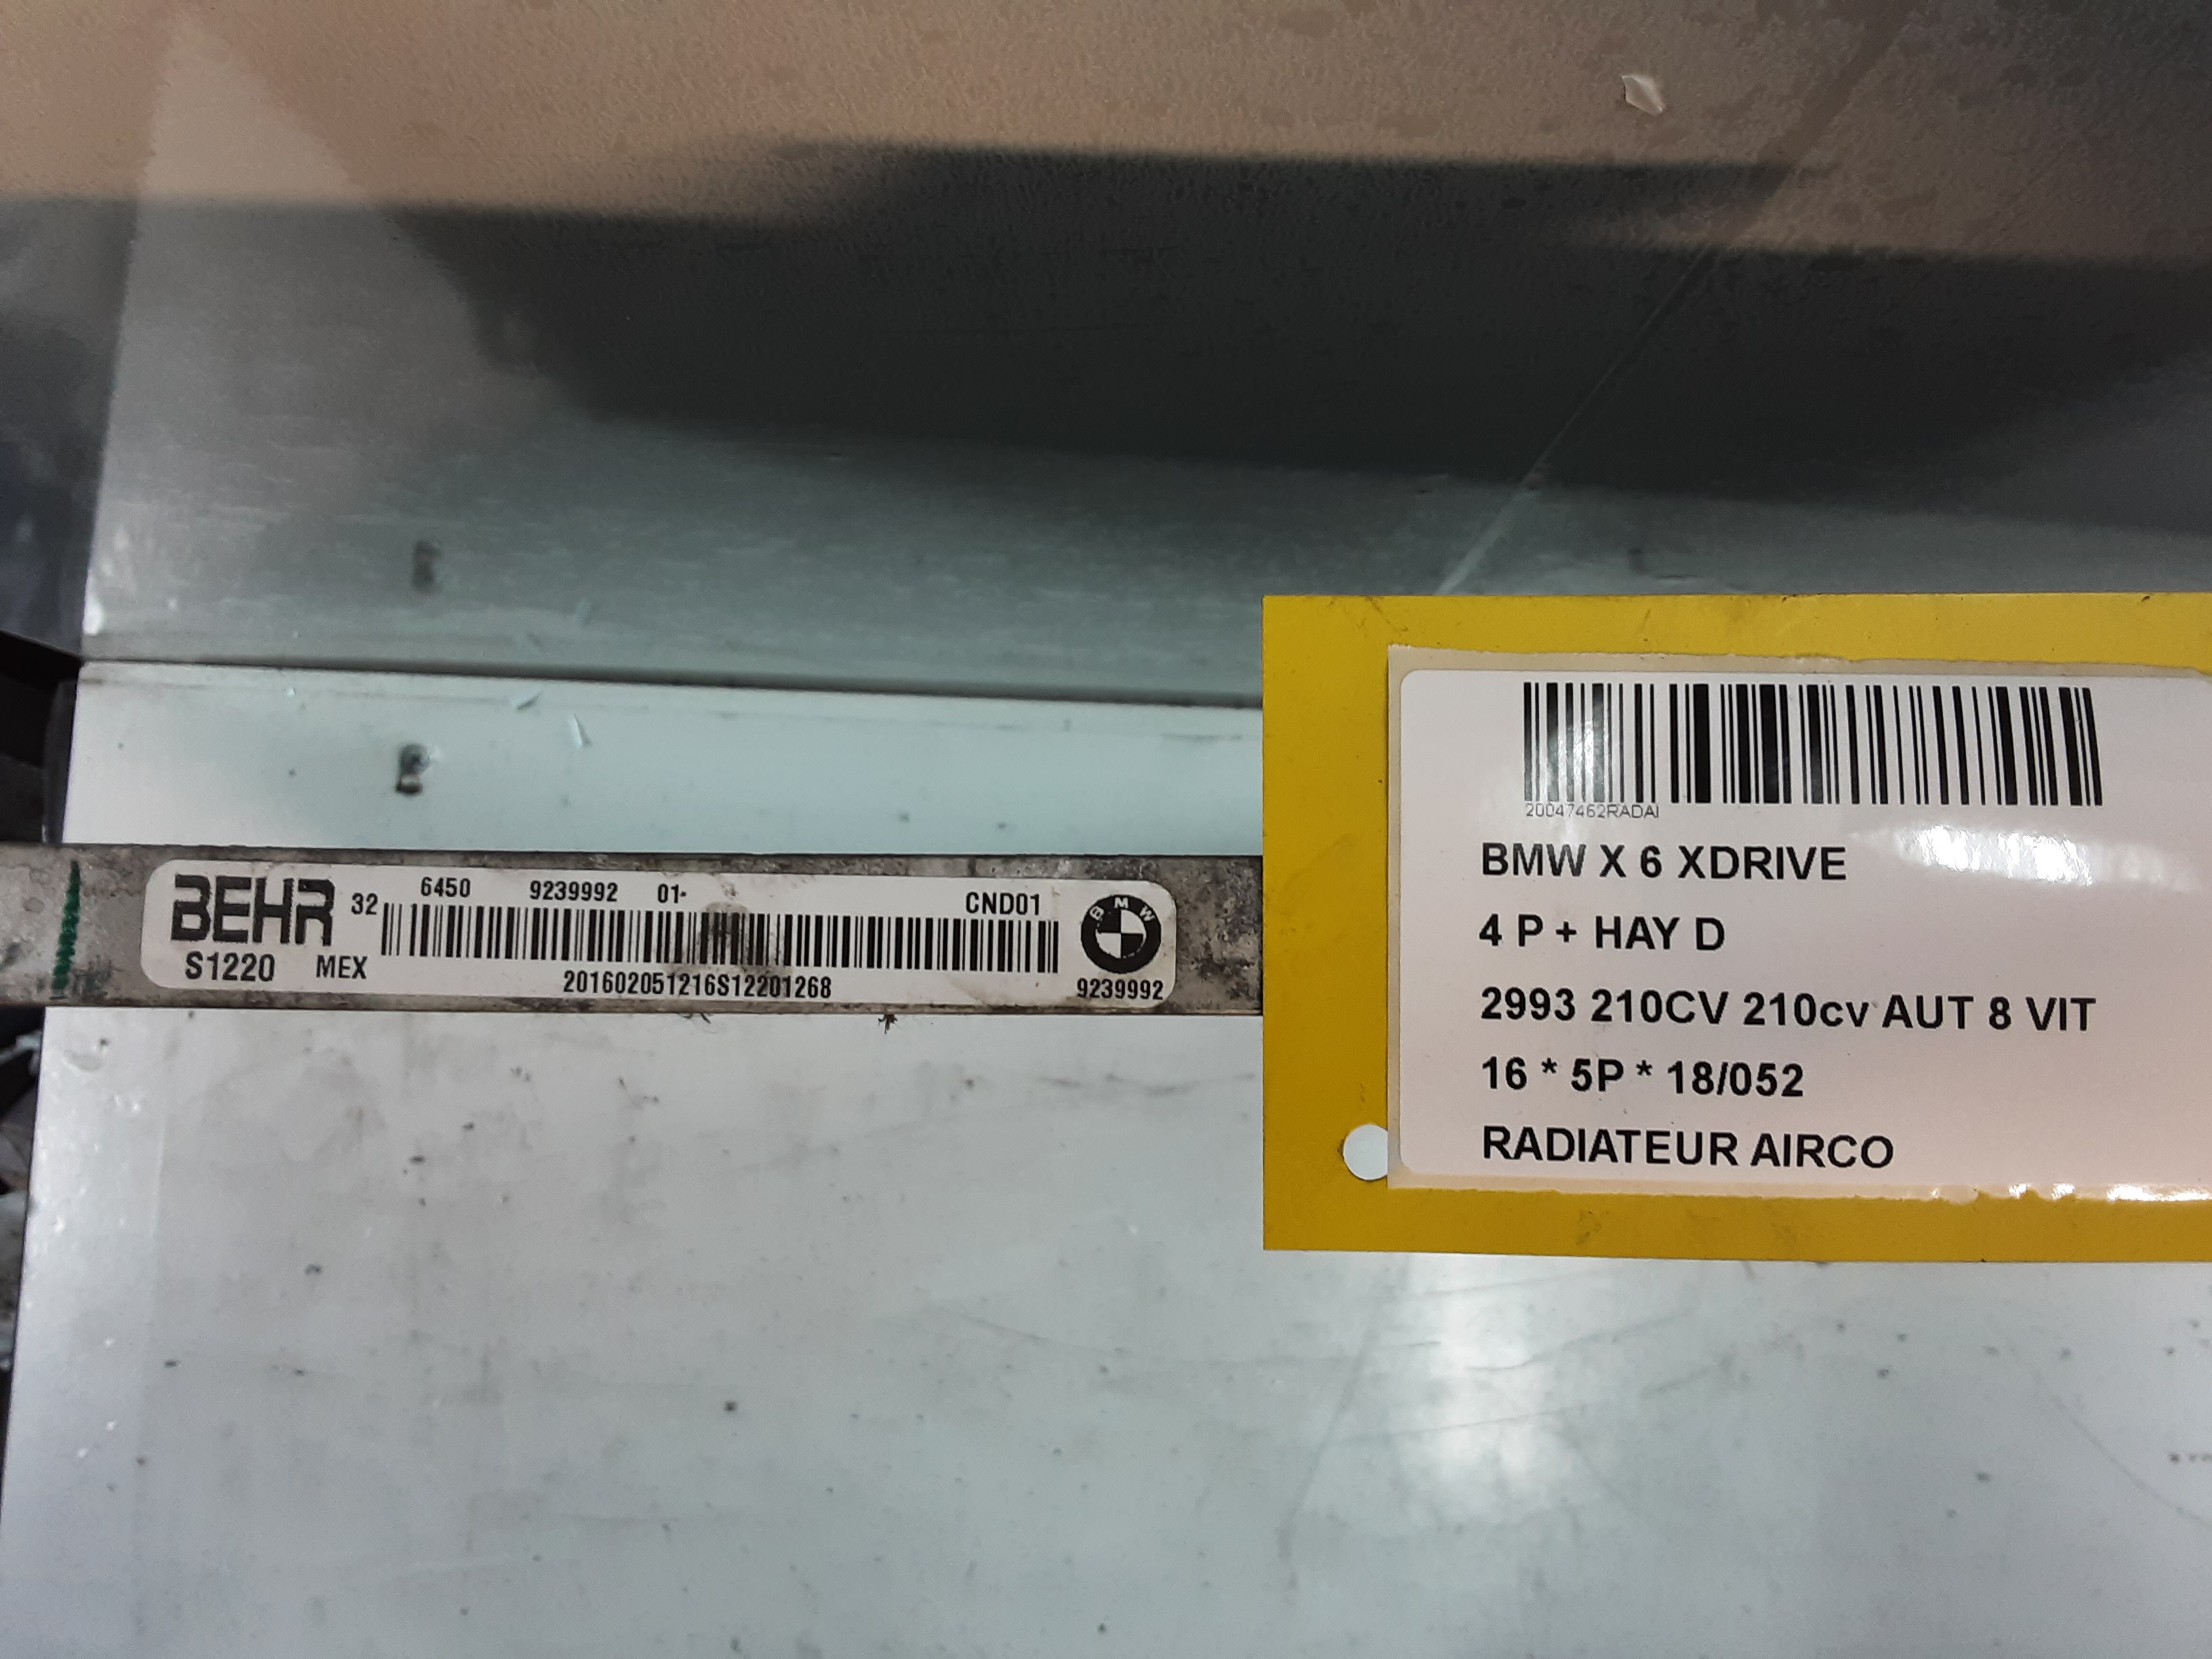 BEHR 32 6450 9239992 01- CND01
BMW
S1220 MEX
201602051216S12201268
9239992
20047462RADAI
BMW X 6 XDRIVE
4 P + HAY D
2993 210CV 210cv AUT 8 VIT
16 * 5P * 18/052
RADIATEUR AIRCO